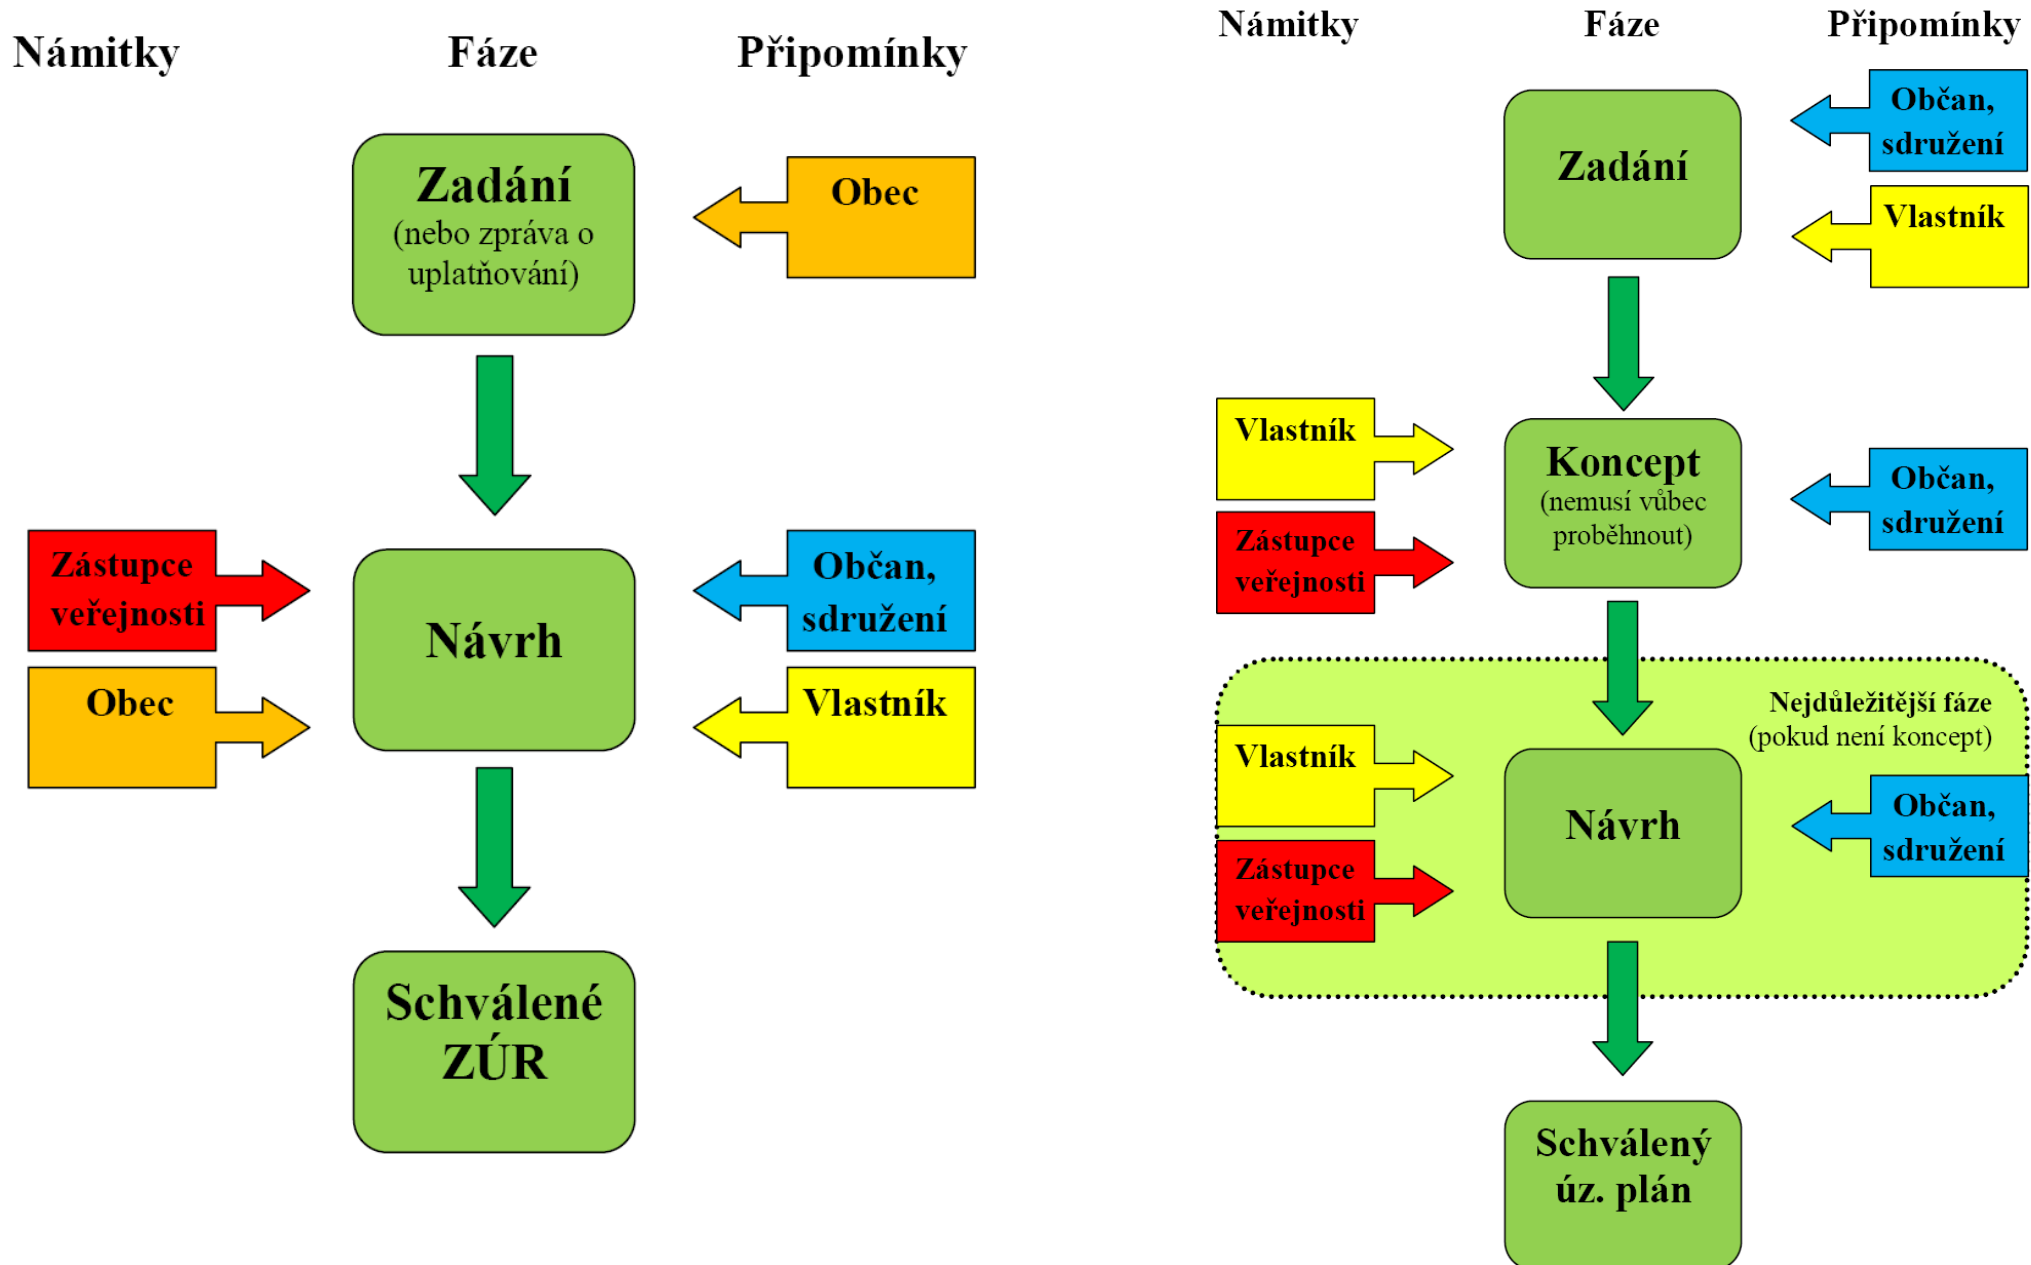 Námitky
Fáze
Připomínky
Zadání
(nebo zpráva o
uplatňování)
Obec
Zástupce
veřejnosti
Obec
Návrh
Občan,
sdružení
Vlastník
Schválené
ZÚR
Námitky
Fáze
Připomínky
Zadání
Občan,
sdružení
Vlastník
Vlastník
Zástupce
veřejnosti
Koncept
(nemusí vůbec
proběhnout)
Občan,
sdružení
Nejdůležitější fáze
(pokud není koncept)
Vlastník
Zástupce
veřejnosti
Návrh
Občan,
sdružení
Schválený
úz. plán